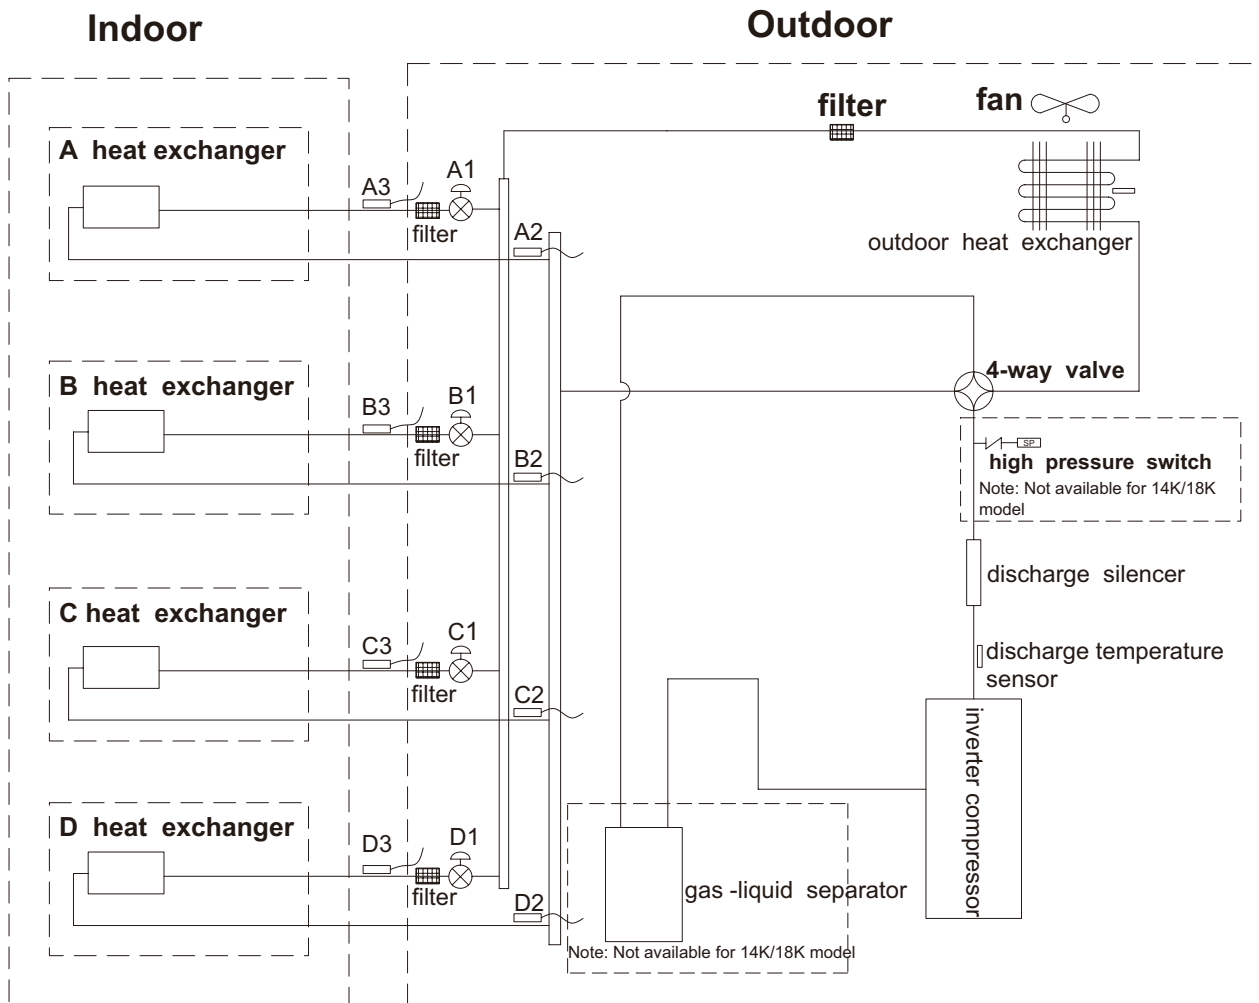 Indoor
Outdoor
filter
fan
A heat exchanger
A3
A1
filter
A2
outdoor heat exchanger
4-way valve
B heat exchanger
B3
B1
filter
B2
SP
high pressure switch
Note: Not available for 14K/18K
model
discharge silencer
C heat exchanger
C3
C1
filter
C2
discharge temperature
sensor
inverter compressor
D heat exchanger
D3
D1
filter
D2
gas -liquid separator
Note: Not available for 14K/18K model